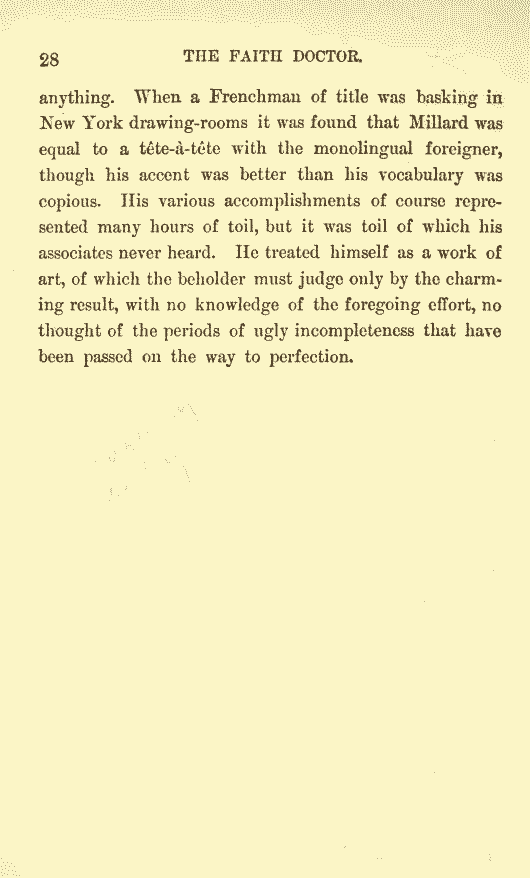 28 THE FAITH DOCTOR.
anything. When a Frenchman of title was basking in
New York drawing-rooms it was found that Millard was
equal to a tête-à-tête with the monolingual foreigner,
though his accent was better than his vocabulary was
copious. His various accomplishments of course repre-
sented many hours of toil, but it was toil of which his
associates never heard. He treated himself as a work of
art, of which the beholder must judge only by the charm-
ing result, with no knowledge of the foregoing effort, no
thought of the periods of ugly incompleteness that have
been passed on the way to perfection.